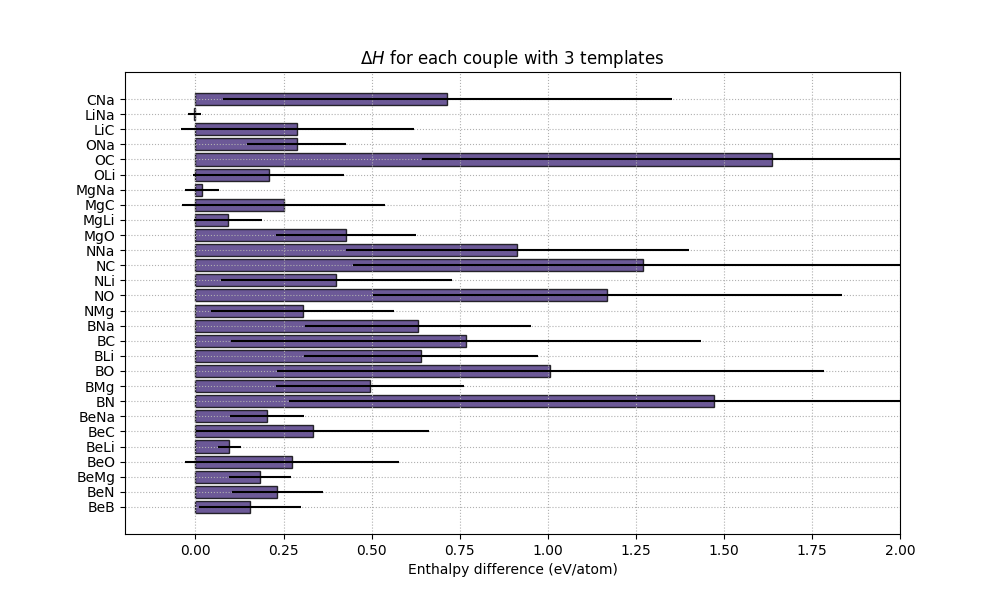 ΔH for each couple with 3 templates
CNa
LiNa
LiC
ONa
OC
OLi
MgNa
MgC
MgLi
MgO
NNa
NC
NLi
NO
NMg
BNa
BC
BLi
BO
BMg
BN
BeNa
BeC
BeLi
BeO
BeMg
BeN
BeB
0.00 0.25 0.50 0.75 1.00 1.25 1.50 1.75 2.00
Enthalpy difference (eV/atom)